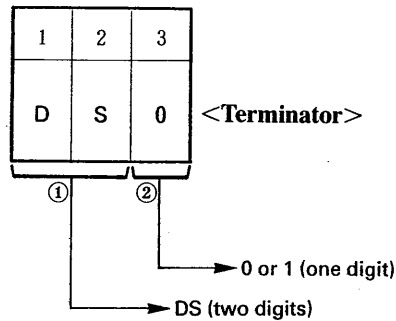 1 2 3
D S 0 <Terminator>
① ②
0 or 1 (one digit)
DS (two digits)